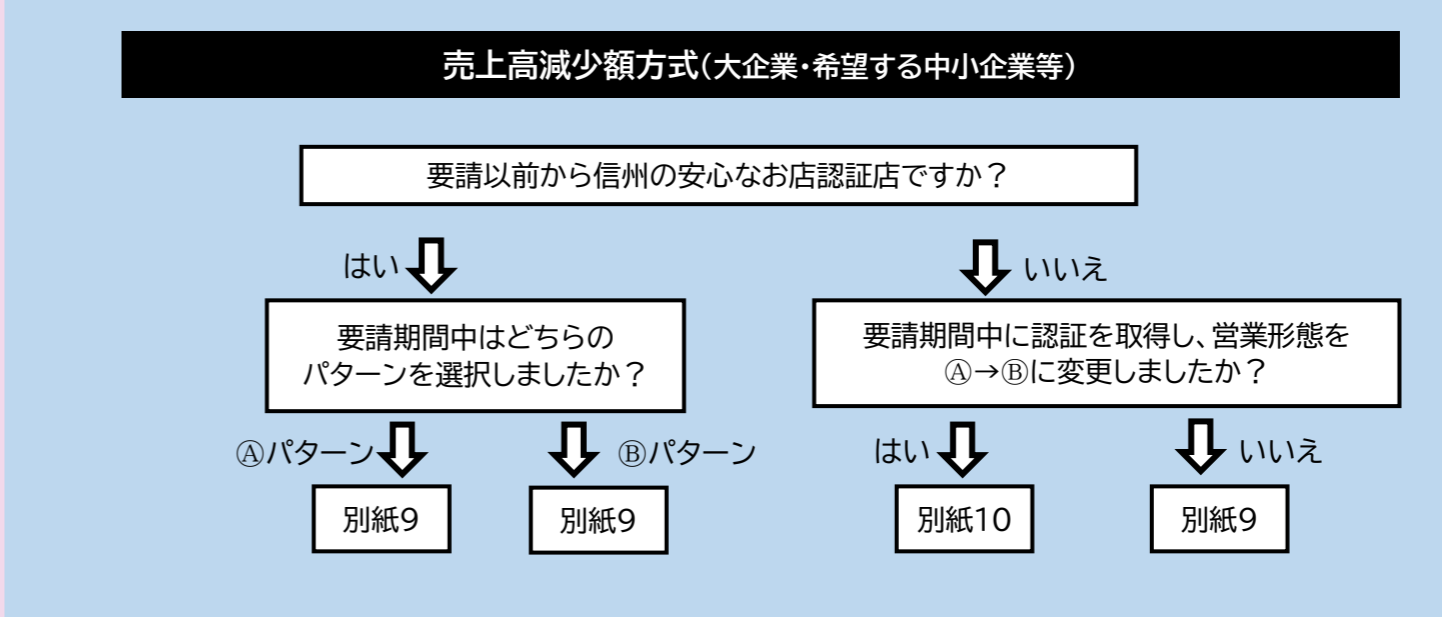 売上高減少額方式(大企業・希望する中小企業等)
要請以前から信州の安心なお店認証店ですか？
はい
いいえ
要請期間中はどちらの
パターンを選択しましたか？
要請期間中に認証を取得し、営業形態を
Ⓐ→Ⓑに変更しましたか？
Ⓐパターン
Ⓑパターン
はい
いいえ
別紙9
別紙9
別紙10
別紙9